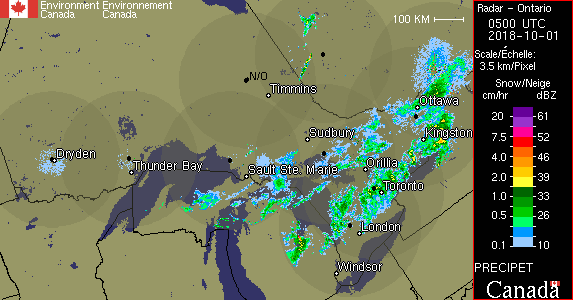 Environment Environnement
Canada Canada
100 KM
N/O
Timmins
Ottawa
Sudbury
Kingston
Dryden
Thunder Bay
Sault Ste. Marie
Orillia
Toronto
London
Windsor
Radar - Ontario
0500 UTC
2018-10-01
Scale/Échelle:
3.5 km/Pixel
Snow/Neige
cm/hr dBZ
20 61
7.5 52
4.0 46
2.0 39
1.0 33
0.5 26
0.1 10
PRECIPET
Canada